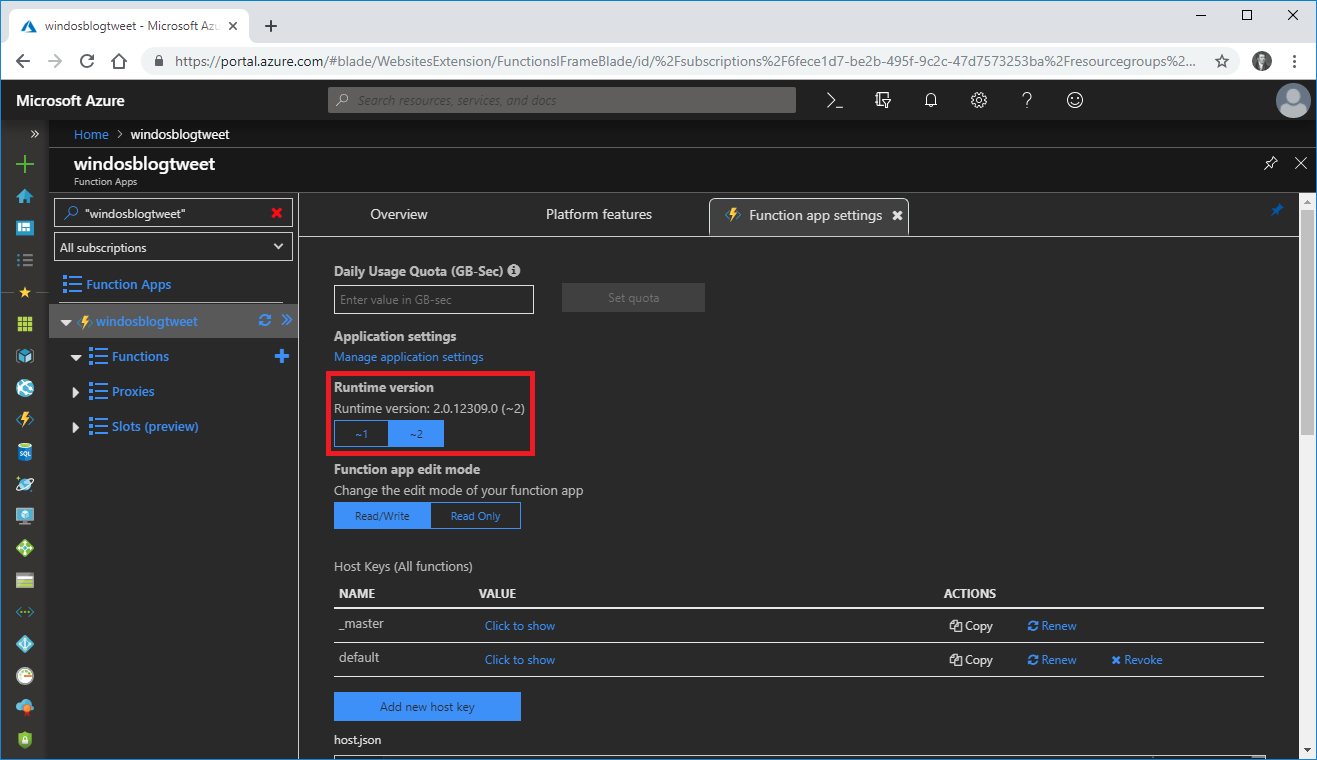 windosblogtweet - Microsoft Azu
https://portal.azure.com/#blade/WebsitesExtension/FunctionsIFrameBlade/id/%2Fsubscriptions%2F6fece1d7-be2b-495f-9c2c-47d7573253ba%2Fresourcegroups%2...
Microsoft Azure
Search resources, services, and docs
Home > windosblogtweet
windosblogtweet
Function Apps
"windosblogtweet"
All subscriptions
Function Apps
windosblogtweet
Functions
Proxies
Slots (preview)
SQL
Overview
Platform features
Function app settings
Daily Usage Quota (GB-Sec)
Enter value in GB-sec
Set quota
Application settings
Manage application settings
Runtime version
Runtime version: 2.0.12309.0 (~2)
~1 ~2
Function app edit mode
Change the edit mode of your function app
Read/Write Read Only
Host Keys (All functions)
NAME VALUE ACTIONS
_master Click to show Copy Renew
default Click to show Copy Renew Revoke
Add new host key
host.json